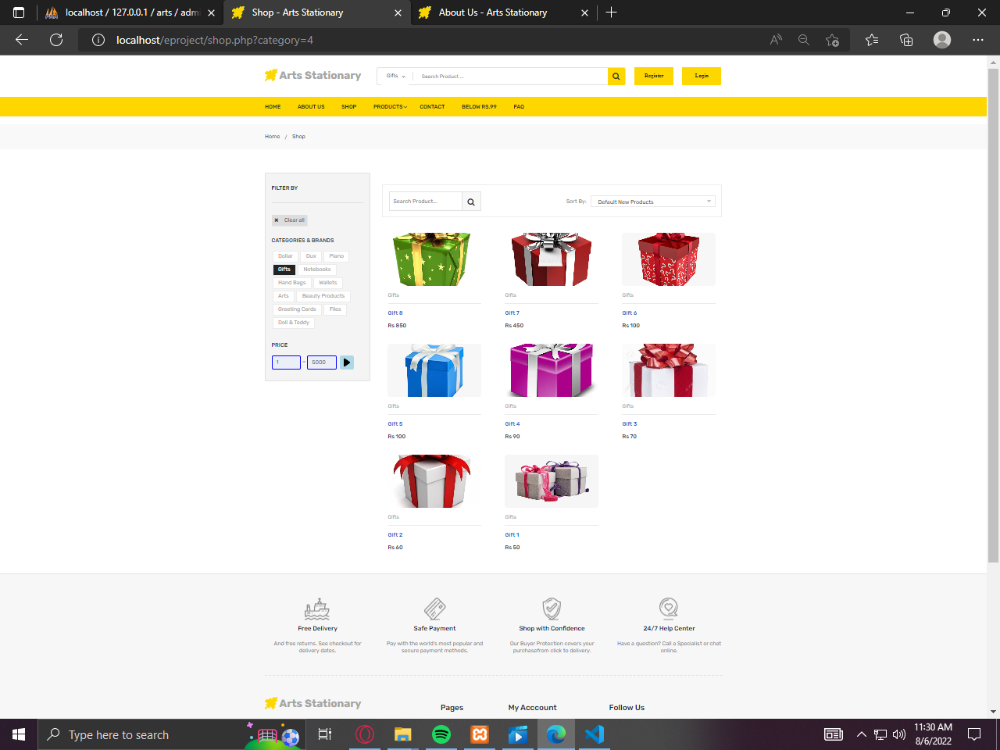 localhost / 127.0.0.1 / arts / admi
Shop - Arts Stationary
About Us - Arts Stationary
localhost/eproject/shop.php?category=4
Arts Stationary
Gifts
Search Product ...
Register
Login
HOME
ABOUT US
SHOP
PRODUCTS
CONTACT
BELOW RS.99
FAQ
Home / Shop
FILTER BY
Clear all
CATEGORIES & BRANDS
Dollar
Dux
Piano
Gifts
Notebooks
Hand Bags
Wallets
Arts
Beauty Products
Greeting Cards
Files
Doll & Teddy
PRICE
1 - 5000
Search Product...
Sort By:
Default New Products
Gifts
Gift 8
Rs 850
Gifts
Gift 7
Rs 450
Gifts
Gift 6
Rs 100
Gifts
Gift 5
Rs 100
Gifts
Gift 4
Rs 90
Gifts
Gift 3
Rs 70
Gifts
Gift 2
Rs 60
Gifts
Gift 1
Rs 50
Free Delivery
And free returns. See checkout for
delivery dates.
Safe Payment
Pay with the world's most popular and
secure payment methods.
Shop with Confidence
Our Buyer Protection covers your
purchasefrom click to delivery.
24/7 Help Center
Have a question? Call a Specialist or chat
online.
Arts Stationary
Pages
My Acccount
Follow Us
Type here to search
11:30 AM
8/6/2022